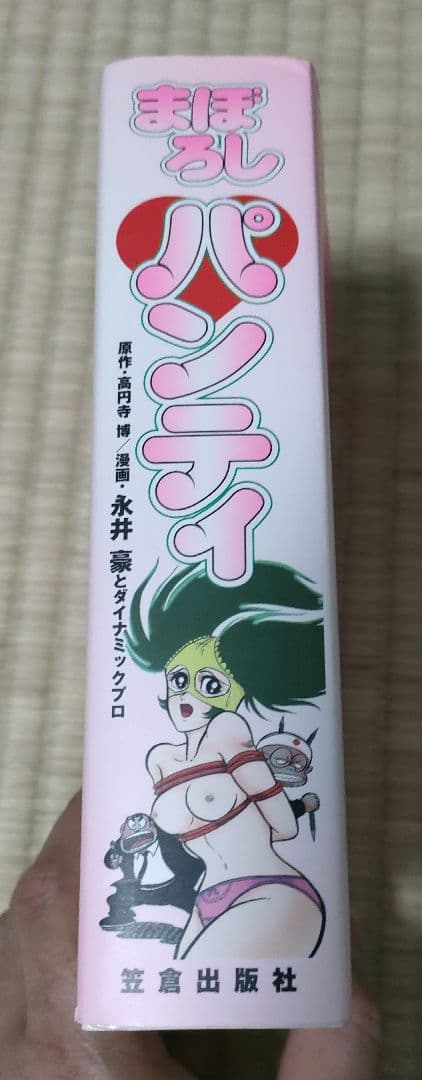 まぼ
ろし
パンティ
原作・高円寺 博／漫画・永井 豪とダイナミックプロ
笠倉出版社